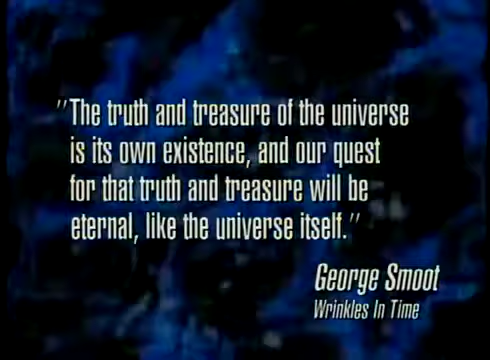 "The truth and treasure of the universe
is its own existence, and our quest
for that truth and treasure will be
eternal, like the universe itself."
George Smoot
Wrinkles In Time